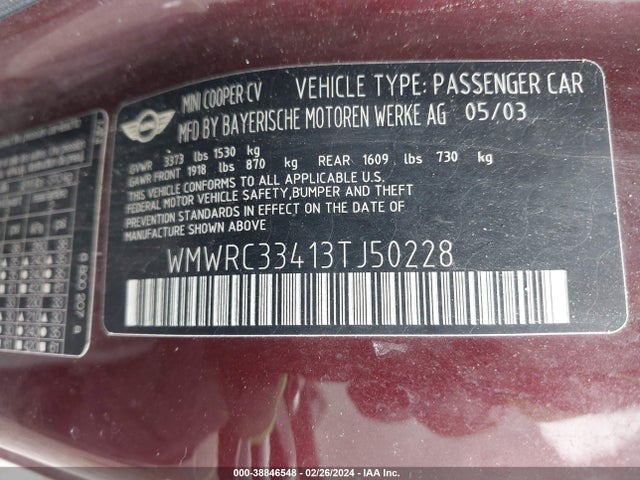 MINI COOPER CV VEHICLE TYPE: PASSENGER CAR
MFD BY BAYERISCHE MOTOREN WERKE AG 05/03
GVWR 3373 lbs 1530 kg
GAWR FRONT 1918 lbs 870 kg REAR 1609 lbs 730 kg
THIS VEHICLE CONFORMS TO ALL APPLICABLE U.S.
FEDERAL MOTOR VEHICLE SAFETY,BUMPER AND THEFT
PREVENTION STANDARDS IN EFFECT ON THE DATE OF
MANUFACTURE SHOWN ABOVE
WMWRC33413TJ50228
000-38846548 - 02/26/2024 - IAA Inc.